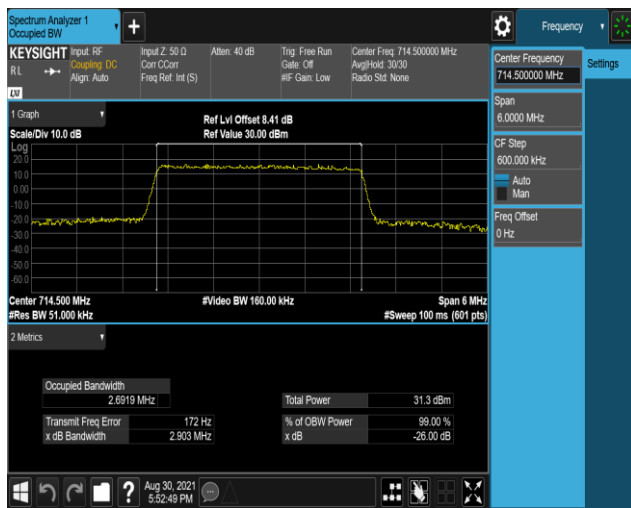 Spectrum Analyzer 1
Occupied BW
Frequency
KEYSIGHT
R L
LXI
Input: RF
Coupling: DC
Align: Auto
Input Z: 50 Ω
Corr CCorr
Freq Ref: Int (S)
Atten: 40 dB
Trig: Free Run
Gate: Off
#IF Gain: Low
Center Freq: 714.500000 MHz
Avg|Hold: 30/30
Radio Std: None
1 Graph
Scale/Div 10.0 dB
Ref Lvl Offset 8.41 dB
Ref Value 30.00 dBm
Log
20.0
10.0
0.00
-10.0
-20.0
-30.0
-40.0
-50.0
-60.0
Center 714.500 MHz
#Res BW 51.000 kHz
#Video BW 160.00 kHz
Span 6 MHz
#Sweep 100 ms (601 pts)
2 Metrics
Occupied Bandwidth
2.6919 MHz
Transmit Freq Error 172 Hz
x dB Bandwidth 2.903 MHz
Total Power 31.3 dBm
% of OBW Power 99.00 %
x dB -26.00 dB
Center Frequency
714.500000 MHz
Span
6.0000 MHz
CF Step
600.000 kHz
Auto
Man
Freq Offset
0 Hz
Settings
?
Aug 30, 2021
5:52:49 PM